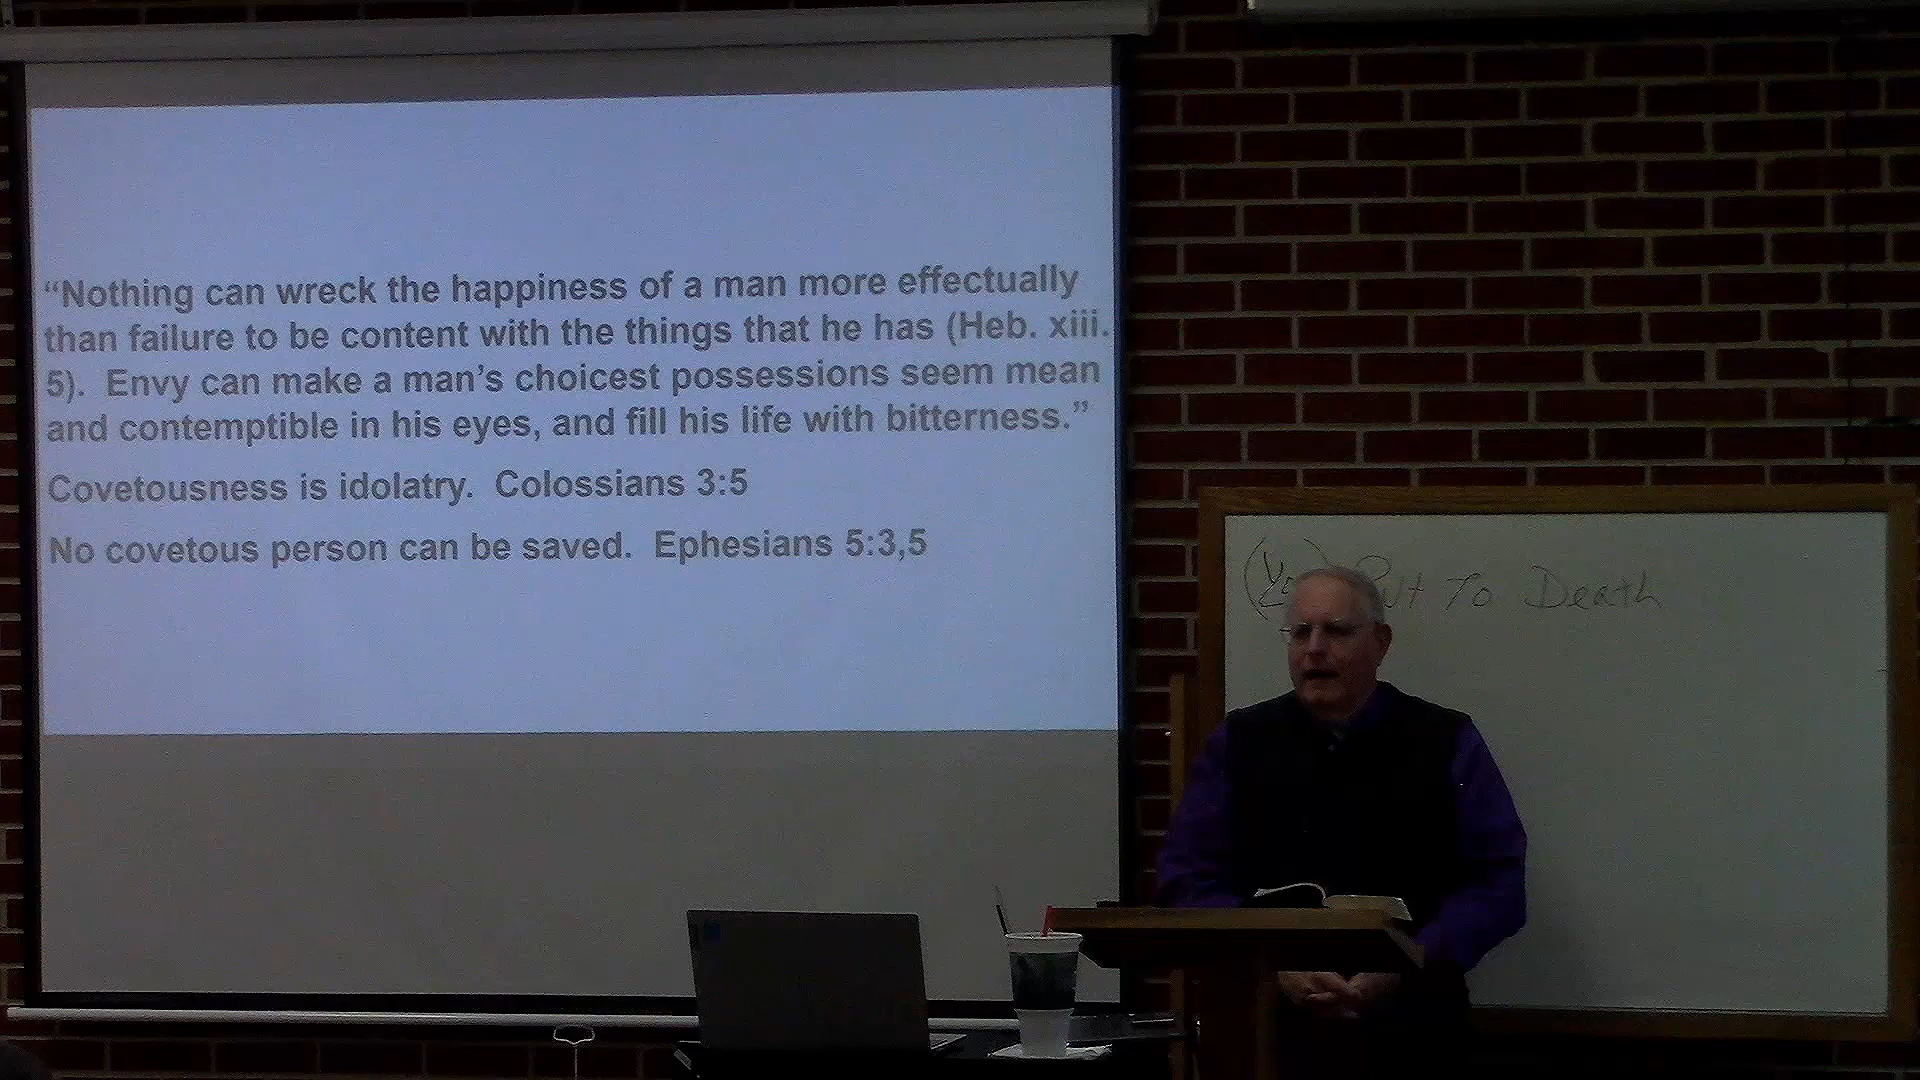 “Nothing can wreck the happiness of a man more effectually
than failure to be content with the things that he has (Heb. xiii.
5).  Envy can make a man’s choicest possessions seem mean
and contemptible in his eyes, and fill his life with bitterness.”
Covetousness is idolatry.  Colossians 3:5
No covetous person can be saved.  Ephesians 5:3,5
Put To Death